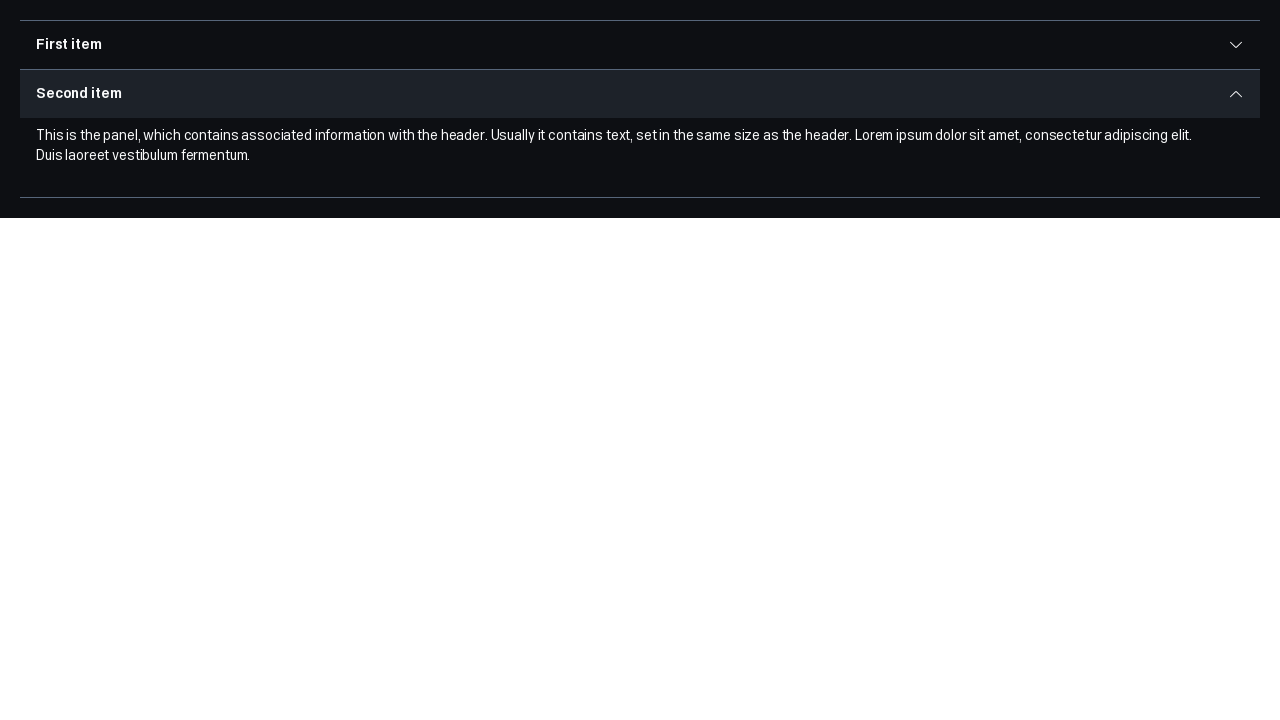 First item
Second item
This is the panel, which contains associated information with the header. Usually it contains text, set in the same size as the header. Lorem ipsum dolor sit amet, consectetur adipiscing elit.
Duis laoreet vestibulum fermentum.